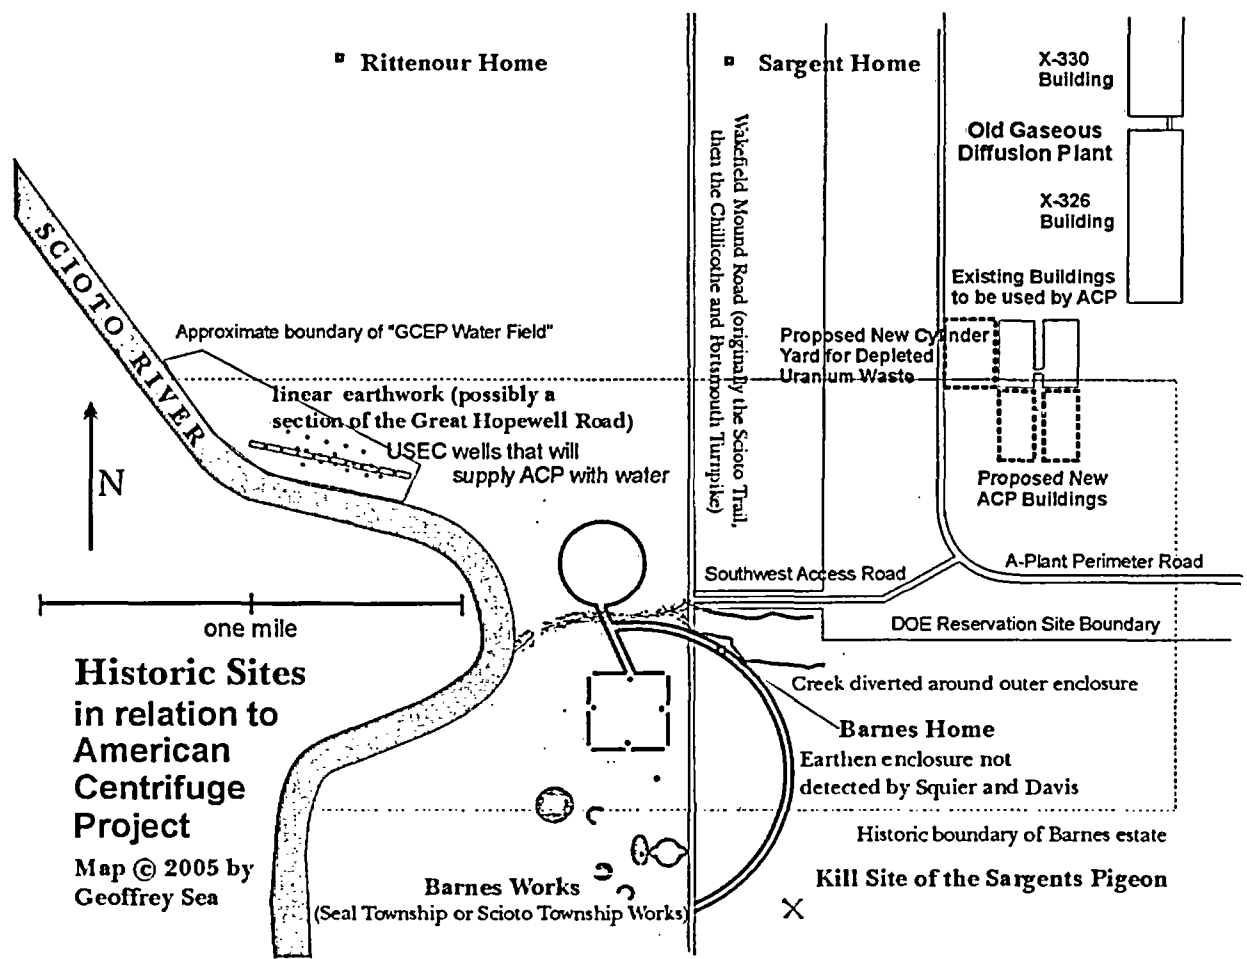 Rittenour Home
Sargent Home
X-330
Building
Old Gaseous
Diffusion Plant
X-326
Building
Wakefield Mound Road (originally the Scioto Trail,
then the Chillicothe and Portsmouth Turnpike)
SCIOTO RIVER
Existing Buildings
to be used by ACP
Approximate boundary of "GCEP Water Field"
Proposed New Cylinder
Yard for Depleted
Uranium Waste
linear earthwork (possibly a
section of the Great Hopewell Road)
USEC wells that will
supply ACP with water
N
Proposed New
ACP Buildings
Southwest Access Road
A-Plant Perimeter Road
one mile
DOE Reservation Site Boundary
Historic Sites
in relation to
American
Centrifuge
Project
Map © 2005 by
Geoffrey Sea
Creek diverted around outer enclosure
Barnes Home
Earthen enclosure not
detected by Squier and Davis
Historic boundary of Barnes estate
Kill Site of the Sargents Pigeon
X
Barnes Works
(Seal Township or Scioto Township Works)